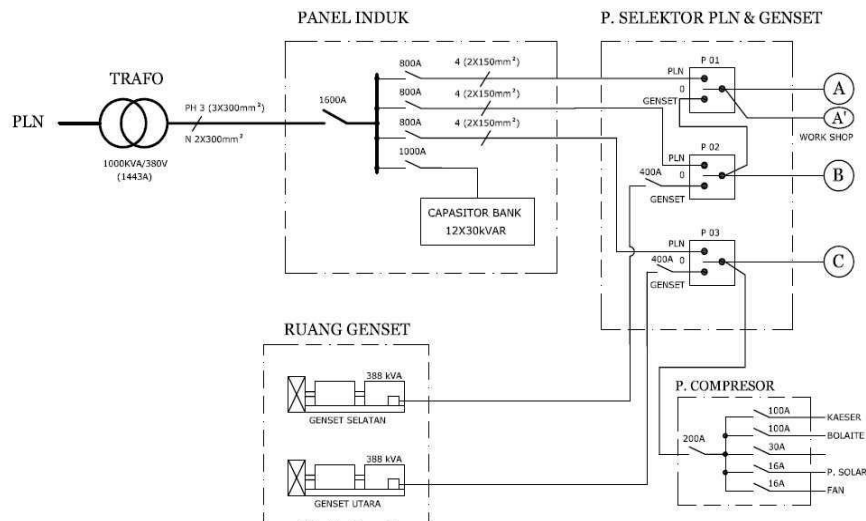 PANEL INDUK
P. SELEKTOR PLN & GENSET
TRAFO
PLN
PH 3 (3X300mm²)
N 2X300mm²
1000KVA/380V
(1443A)
1600A
800A
4 (2X150mm²)
800A
4 (2X150mm²)
800A
4 (2X150mm²)
1000A
CAPASITOR BANK
12X30kVAR
P 01
PLN
0
GENSET
A
A'
WORK SHOP
P 02
PLN
0
400A
GENSET
B
P 03
PLN
0
400A
GENSET
C
RUANG GENSET
388 kVA
GENSET SELATAN
388 kVA
GENSET UTARA
P. COMPRESOR
200A
100A
KAESER
100A
BOLAITE
30A
16A
P. SOLAR
16A
FAN